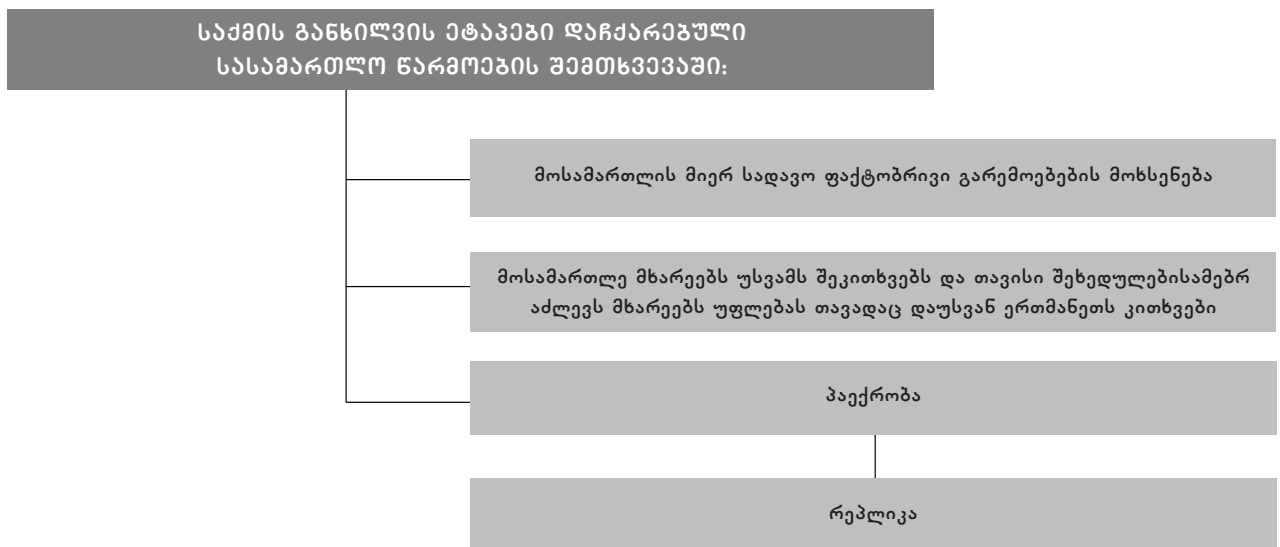 საქმის განხილვის ეტაპები დაჩქარებული
სასამართლო წარმოების შემთხვევაში:
მოსამართლის მიერ სადავო ფაქტობრივი გარემოებების მოხსენება
მოსამართლე მხარეებს უსვამს შეკითხვებს და თავისი შეხედულებისამებრ
აძლევს მხარეებს უფლებას თავადაც დაუსვან ერთმანეთს კითხვები
პაექრობა
რეპლიკა